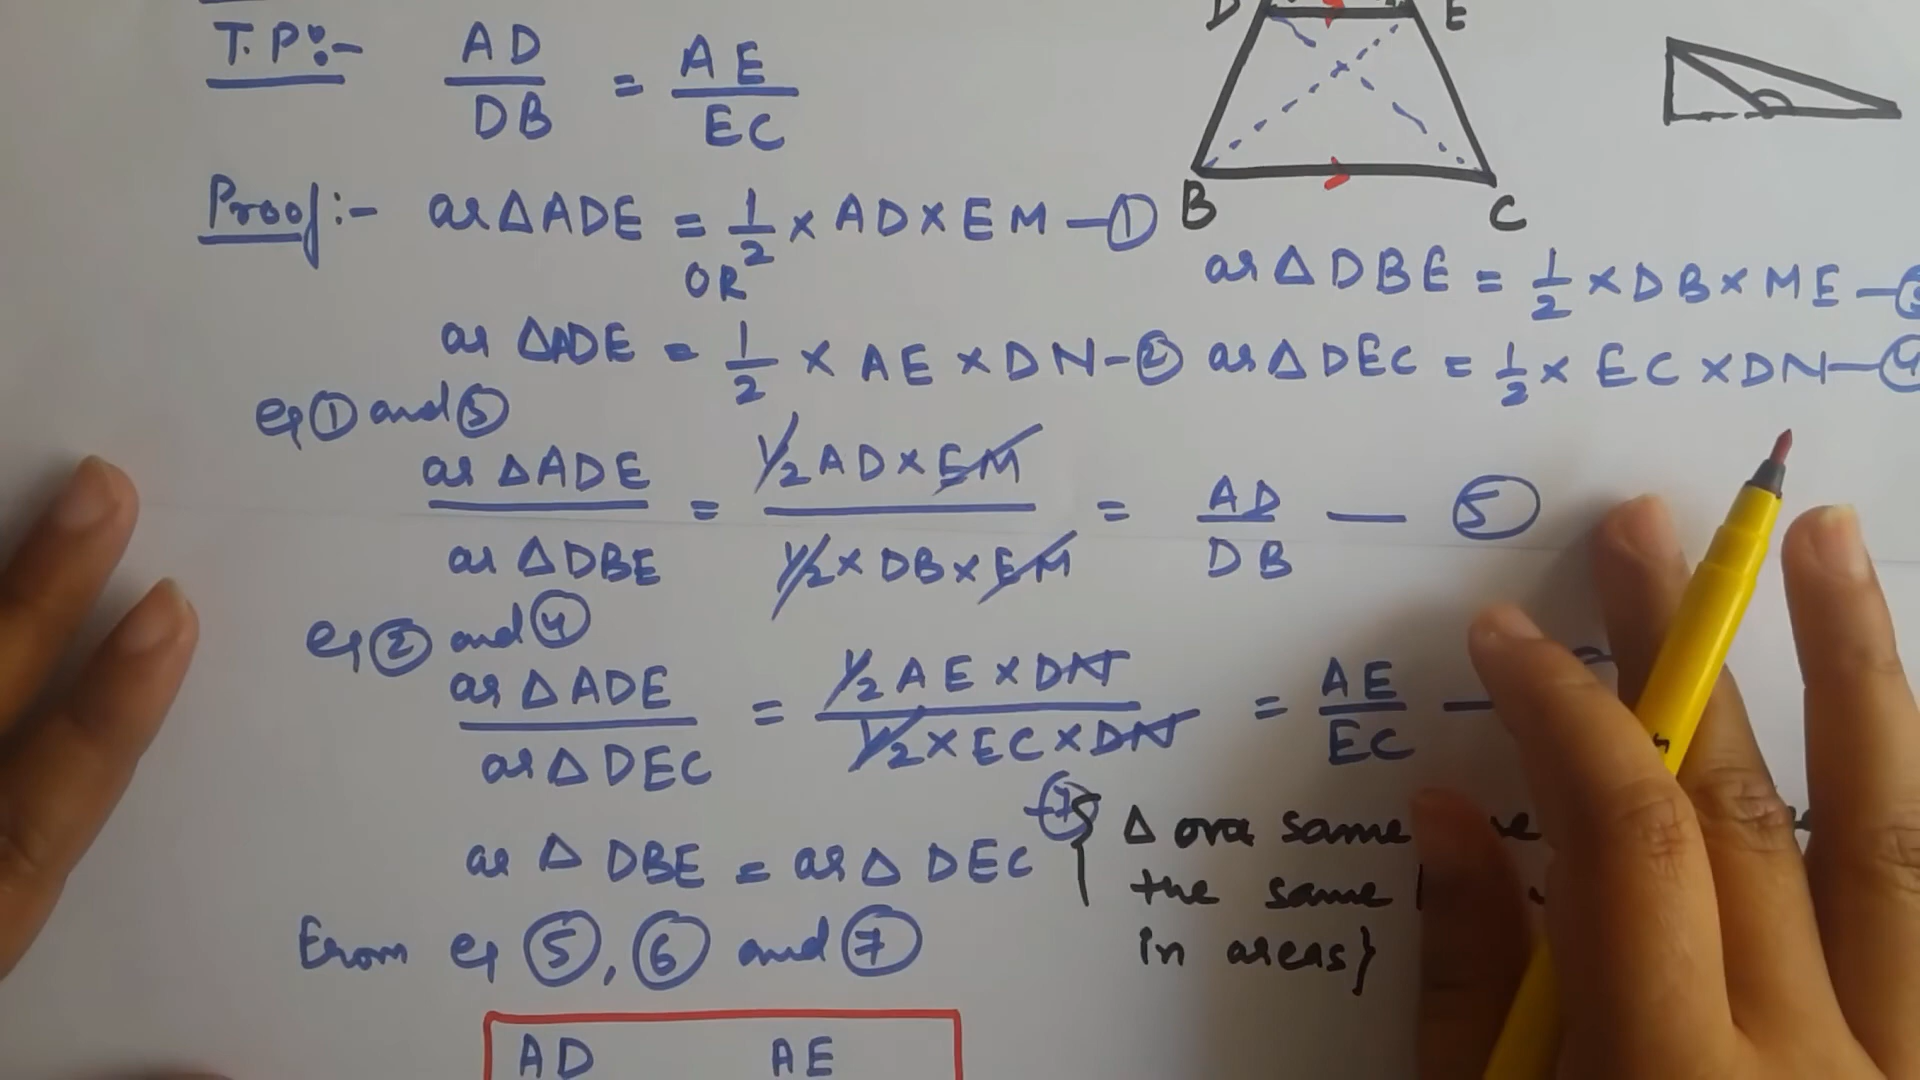 T.P:- AD/DB = AE/EC
D E
B C
Proof:- ar △ADE = 1/2 × AD × EM —①
OR
ar △DBE = 1/2 × DB × ME —
ar △ADE = 1/2 × AE × DN —②
ar △DEC = 1/2 × EC × DN —④
eq ① and ③
ar △ADE / ar △DBE = 1/2 AD × EM / 1/2 × DB × EM = AD/DB — ⑤
eq ② and ④
ar △ADE / ar △DEC = 1/2 AE × DN / 1/2 × EC × DN = AE/EC —
ar △ DBE = ar △ DEC —⑦
{ △ on same
the same
in areas}
From eq ⑤, ⑥ and ⑦
AD AE